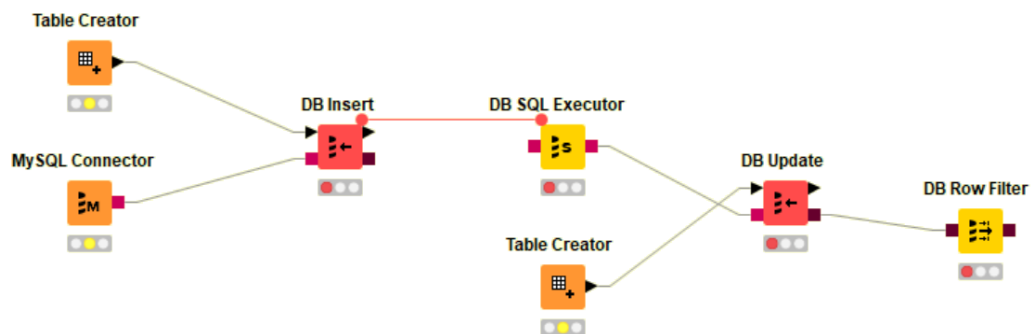 Table Creator
DB Insert
DB SQL Executor
MySQL Connector
M
S
DB Update
DB Row Filter
Table Creator